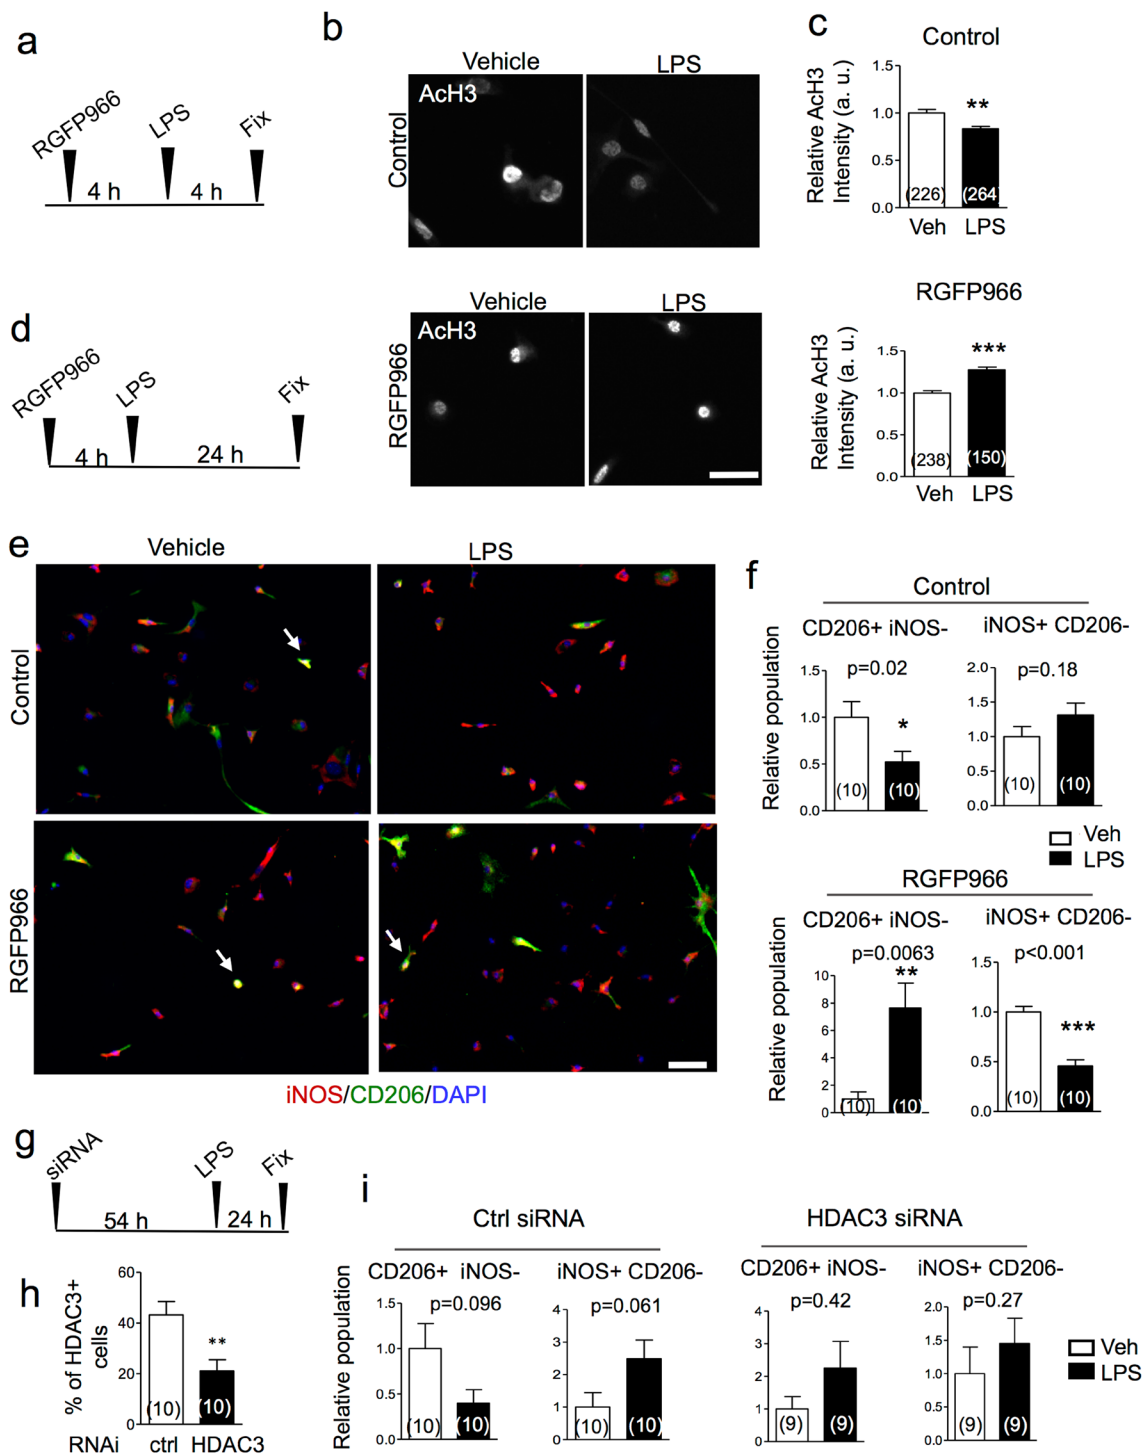 a
RGFP966
LPS
Fix
4 h
4 h
b
Vehicle
LPS
Control
AcH3
Vehicle
LPS
RGFP966
AcH3
c
Control
Relative AcH3
Intensity (a. u.)
1.5
1.0
0.5
0.0
(226)
(264)
**
Veh
LPS
RGFP966
Relative AcH3
Intensity (a. u.)
1.5
1.0
0.5
0.0
(238)
(150)
***
Veh
LPS
d
RGFP966
LPS
Fix
4 h
24 h
e
Vehicle
LPS
Control
RGFP966
iNOS/CD206/DAPI
f
Control
CD206+ iNOS-
iNOS+ CD206-
Relative population
p=0.02
1.5
1.0
0.5
0.0
*
(10)
(10)
p=0.18
2.0
1.5
1.0
0.5
0.0
(10)
(10)
Veh
LPS
RGFP966
CD206+ iNOS-
iNOS+ CD206-
Relative population
p=0.0063
10
8
6
4
2
0
**
(10)
(10)
p<0.001
1.5
1.0
0.5
0.0
***
(10)
(10)
g
siRNA
LPS
Fix
54 h
24 h
h
% of HDAC3+
cells
60
40
20
0
**
(10)
(10)
RNAi
ctrl
HDAC3
i
Ctrl siRNA
HDAC3 siRNA
Relative population
CD206+ iNOS-
p=0.096
1.5
1.0
0.5
0.0
(10)
(10)
iNOS+ CD206-
p=0.061
4
3
2
1
0
(10)
(10)
CD206+ iNOS-
p=0.42
4
3
2
1
0
(9)
(9)
iNOS+ CD206-
p=0.27
2.0
1.5
1.0
0.5
0.0
(9)
(9)
Veh
LPS